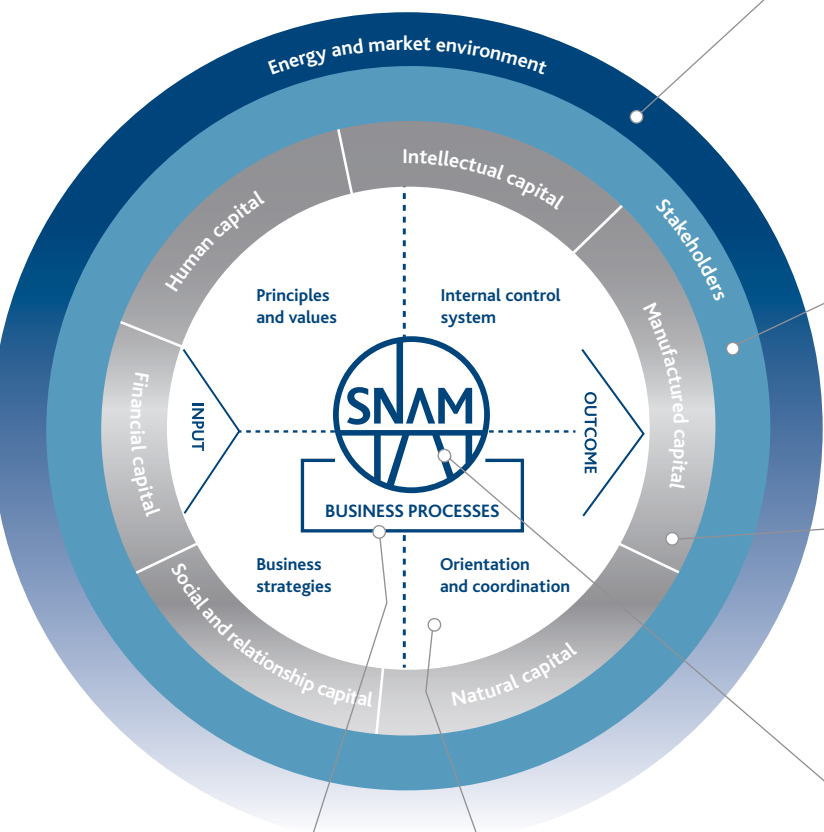 Energy and market environment
Stakeholders
Intellectual capital
Human capital
Manufactured capital
Financial capital
Social and relationship capital
Natural capital
Principles
and values
Internal control
system
INPUT
SNAM
OUTCOME
BUSINESS PROCESSES
Business
strategies
Orientation
and coordination